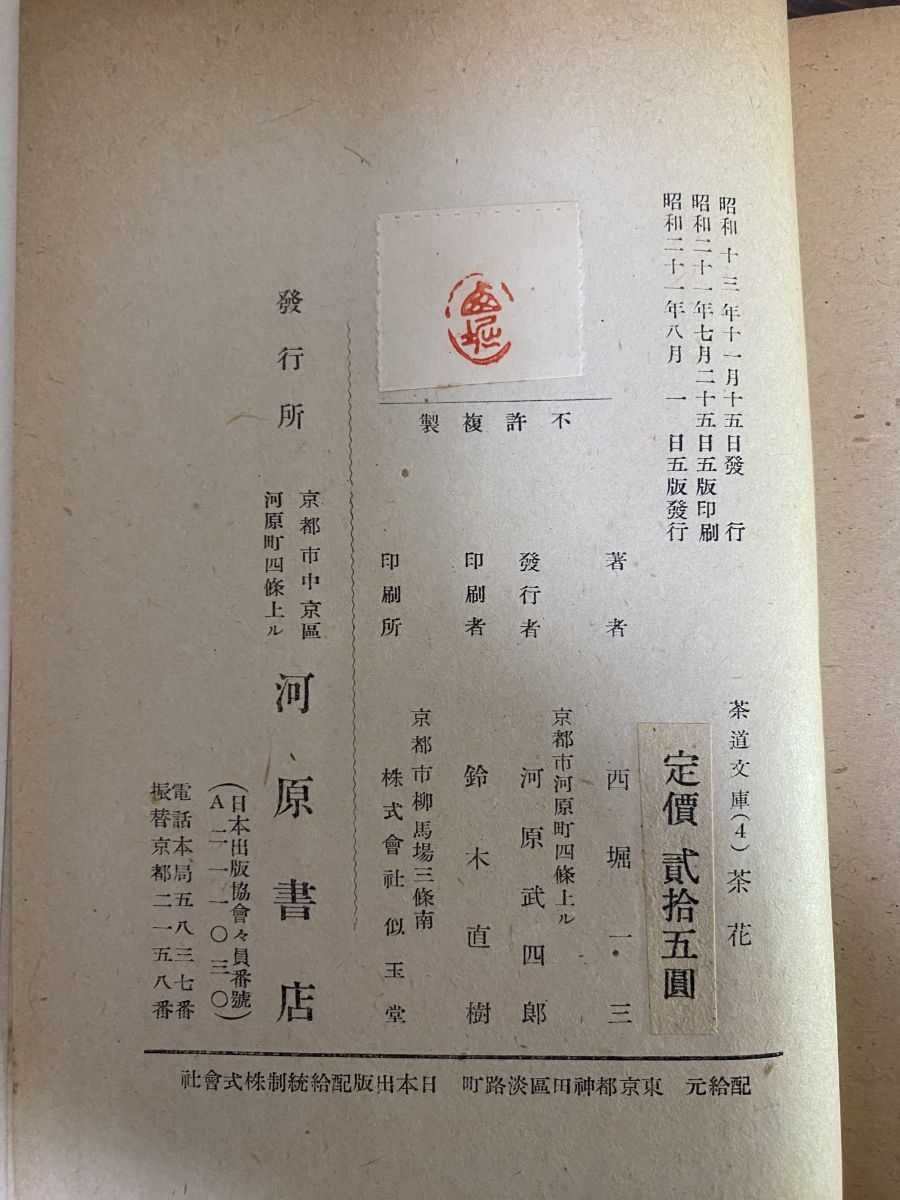 昭和十三年十一月十五日發行
昭和二十一年七月二十五日五版印刷
昭和二十一年八月一日五版發行
茶道文庫(4)茶花
定價貳拾五圓
西堀
不許複製
著者 西堀一三
京都市河原町四條上ル
發行者 河原武四郎
印刷者 鈴木直樹
京都市柳馬場三條南
印刷所 株式會社似玉堂
發行所
京都市中京區
河原町四條上ル
河原書店
(日本出版協會々員番號)
(A二一一〇三〇)
電話本局五八三七番
振替京都二一五八番
配給元 東京都神田區淡路町 日本出版配給統制株式會社